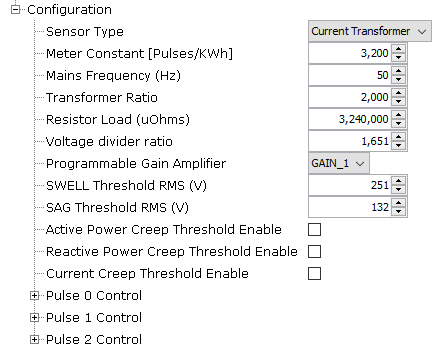 Configuration
Sensor Type Current Transformer
Meter Constant [Pulses/KWh] 3,200
Mains Frequency (Hz) 50
Transformer Ratio 2,000
Resistor Load (uOhms) 3,240,000
Voltage divider ratio 1,651
Programmable Gain Amplifier GAIN_1
SWELL Threshold RMS (V) 251
SAG Threshold RMS (V) 132
Active Power Creep Threshold Enable
Reactive Power Creep Threshold Enable
Current Creep Threshold Enable
Pulse 0 Control
Pulse 1 Control
Pulse 2 Control